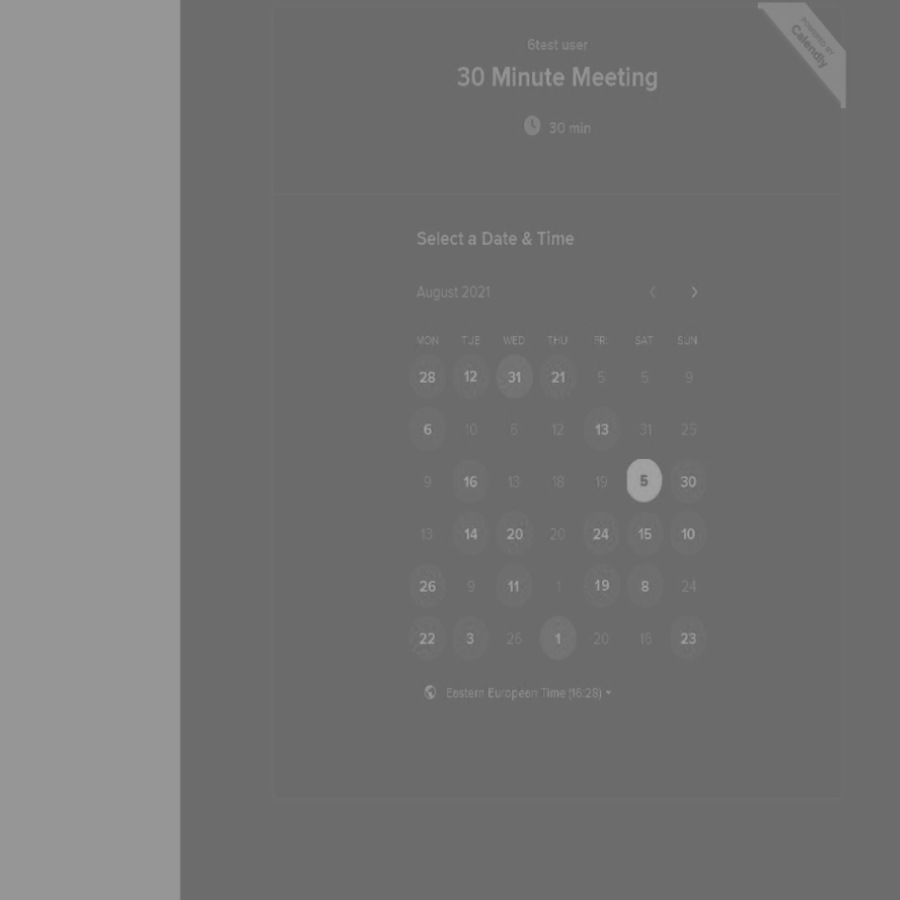 6test user
POWERED BY
Calendly
30 Minute Meeting
30 min
Select a Date & Time
August 2021
MON TUE WED THU FRI SAT SUN
28 12 31 21 5 5 9
6 10 5 12 13 31 25
9 16 13 18 19 5 30
13 14 20 20 24 15 10
26 9 11 1 19 8 24
22 3 26 1 20 16 23
Eastern European Time (16:28)